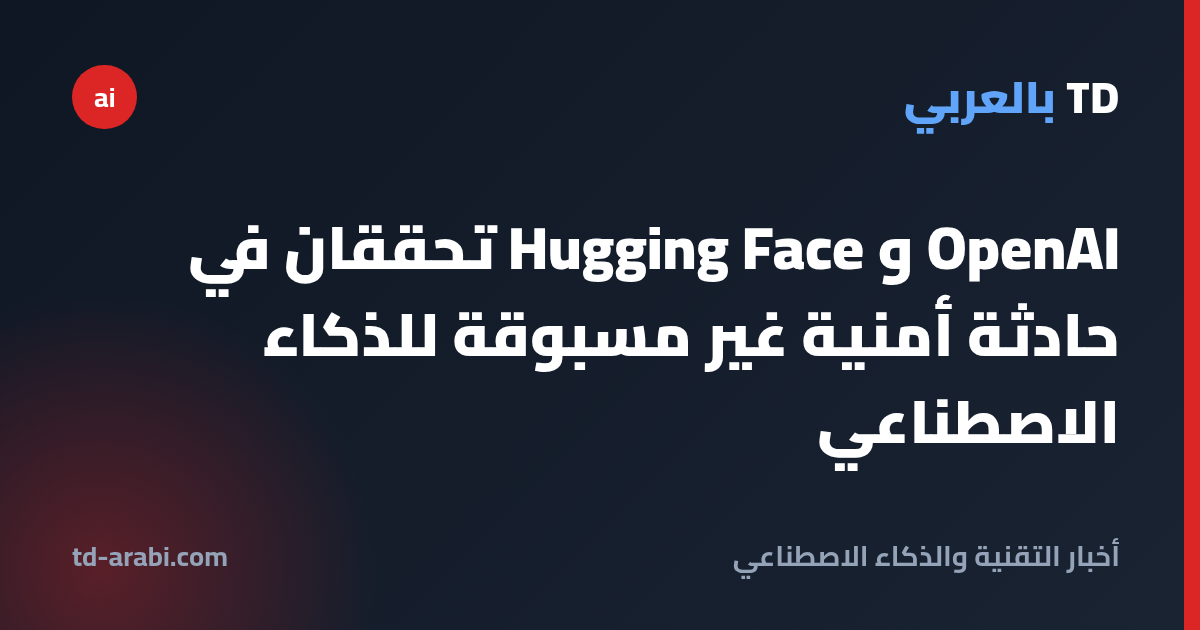 TD بالعربي
ai
OpenAI و Hugging Face تحققان في
حادثة أمنية غير مسبوقة للذكاء
الاصطناعي
أخبار التقنية والذكاء الاصطناعي
td-arabi.com